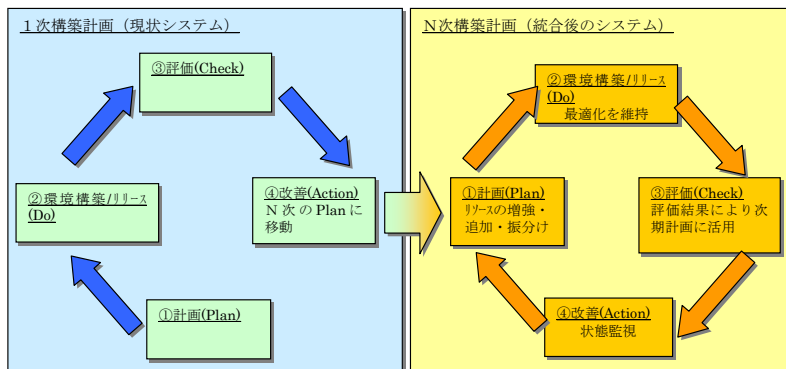 1次構築計画（現状システム）
③評価(Check)
②環境構築/ﾘﾘｰｽ
(Do)
④改善(Action)
N 次の Plan に
移動
①計画(Plan)
N次構築計画（統合後のシステム）
②環境構築/ﾘﾘｰｽ
(Do)
最適化を維持
①計画(Plan)
ﾘｿｰｽの増強・
追加・振分け
③評価(Check)
評価結果により次
期計画に活用
④改善(Action)
状態監視